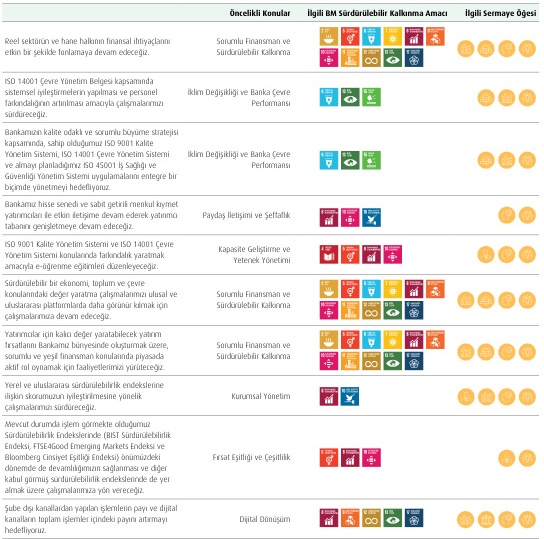 Öncelikli Konular İlgili BM Sürdürülebilir Kalkınma Amacı İlgili Sermaye Öğesi
Reel sektörün ve hane halkının finansal ihtiyaçlarını
etkin bir şekilde fonlamaya devam edeceğiz.
Sorumlu Finansman ve
Sürdürülebilir Kalkınma
ISO 14001 Çevre Yönetim Belgesi kapsamında
sistemsel iyileştirmelerin yapılması ve personel
farkındalığının artırılması amacıyla çalışmalarımızı
sürdüreceğiz.
İklim Değişikliği ve Banka Çevre
Performansı
Bankamızın kalite odaklı ve sorumlu büyüme stratejisi
kapsamında, sahip olduğumuz ISO 9001 Kalite
Yönetim Sistemi, ISO 14001 Çevre Yönetim Sistemi
ve almayı planladığımız ISO 45001 İş Sağlığı ve
Güvenliği Yönetim Sistemi uygulamalarını entegre bir
biçimde yönetmeyi hedefliyoruz.
İklim Değişikliği ve Banka Çevre
Performansı
Bankamız hisse senedi ve sabit getirili menkul kıymet
yatırımcıları ile etkin iletişime devam ederek yatırımcı
tabanını genişletmeye devam edeceğiz.
Paydaş İletişimi ve Şeffaflık
ISO 9001 Kalite Yönetim Sistemi ve ISO 14001 Çevre
Yönetim Sistemi konularında farkındalık yaratmak
amacıyla e-öğrenme eğitimleri düzenleyeceğiz.
Kapasite Geliştirme ve
Yetenek Yönetimi
Sürdürülebilir bir ekonomi, toplum ve çevre
konularındaki değer yaratma çalışmalarımızı ulusal ve
uluslararası platformlarda daha görünür kılmak için
çalışmalarımıza devam edeceğiz.
Sorumlu Finansman ve
Sürdürülebilir Kalkınma
Yatırımcılar için kalıcı değer yaratabilecek yatırım
fırsatlarını Bankamız bünyesinde oluşturmak üzere,
sorumlu ve yeşil finansman konularında piyasada
aktif rol oynamak için faaliyetlerimizi yürüteceğiz.
Sorumlu Finansman ve
Sürdürülebilir Kalkınma
Yerel ve uluslararası sürdürülebilirlik endekslerine
ilişkin skorumuzun iyileştirilmesine yönelik
çalışmalarımızı sürdüreceğiz.
Kurumsal Yönetim
Mevcut durumda işlem görmekte olduğumuz
Sürdürülebilirlik Endekslerinde (BIST Sürdürülebilirlik
Endeksi, FTSE4Good Emerging Markets Endeksi ve
Bloomberg Cinsiyet Eşitliği Endeksi) önümüzdeki
dönemde de devamlılığımızın sağlanması ve diğer
kabul görmüş sürdürülebilirlik endekslerinde de yer
almak üzere çalışmalarımıza yön vereceğiz.
Fırsat Eşitliği ve Çeşitlilik
Şube dışı kanallardan yapılan işlemlerin payı ve dijital
kanalların toplam işlemler içindeki payını artırmayı
hedefliyoruz.
Dijital Dönüşüm